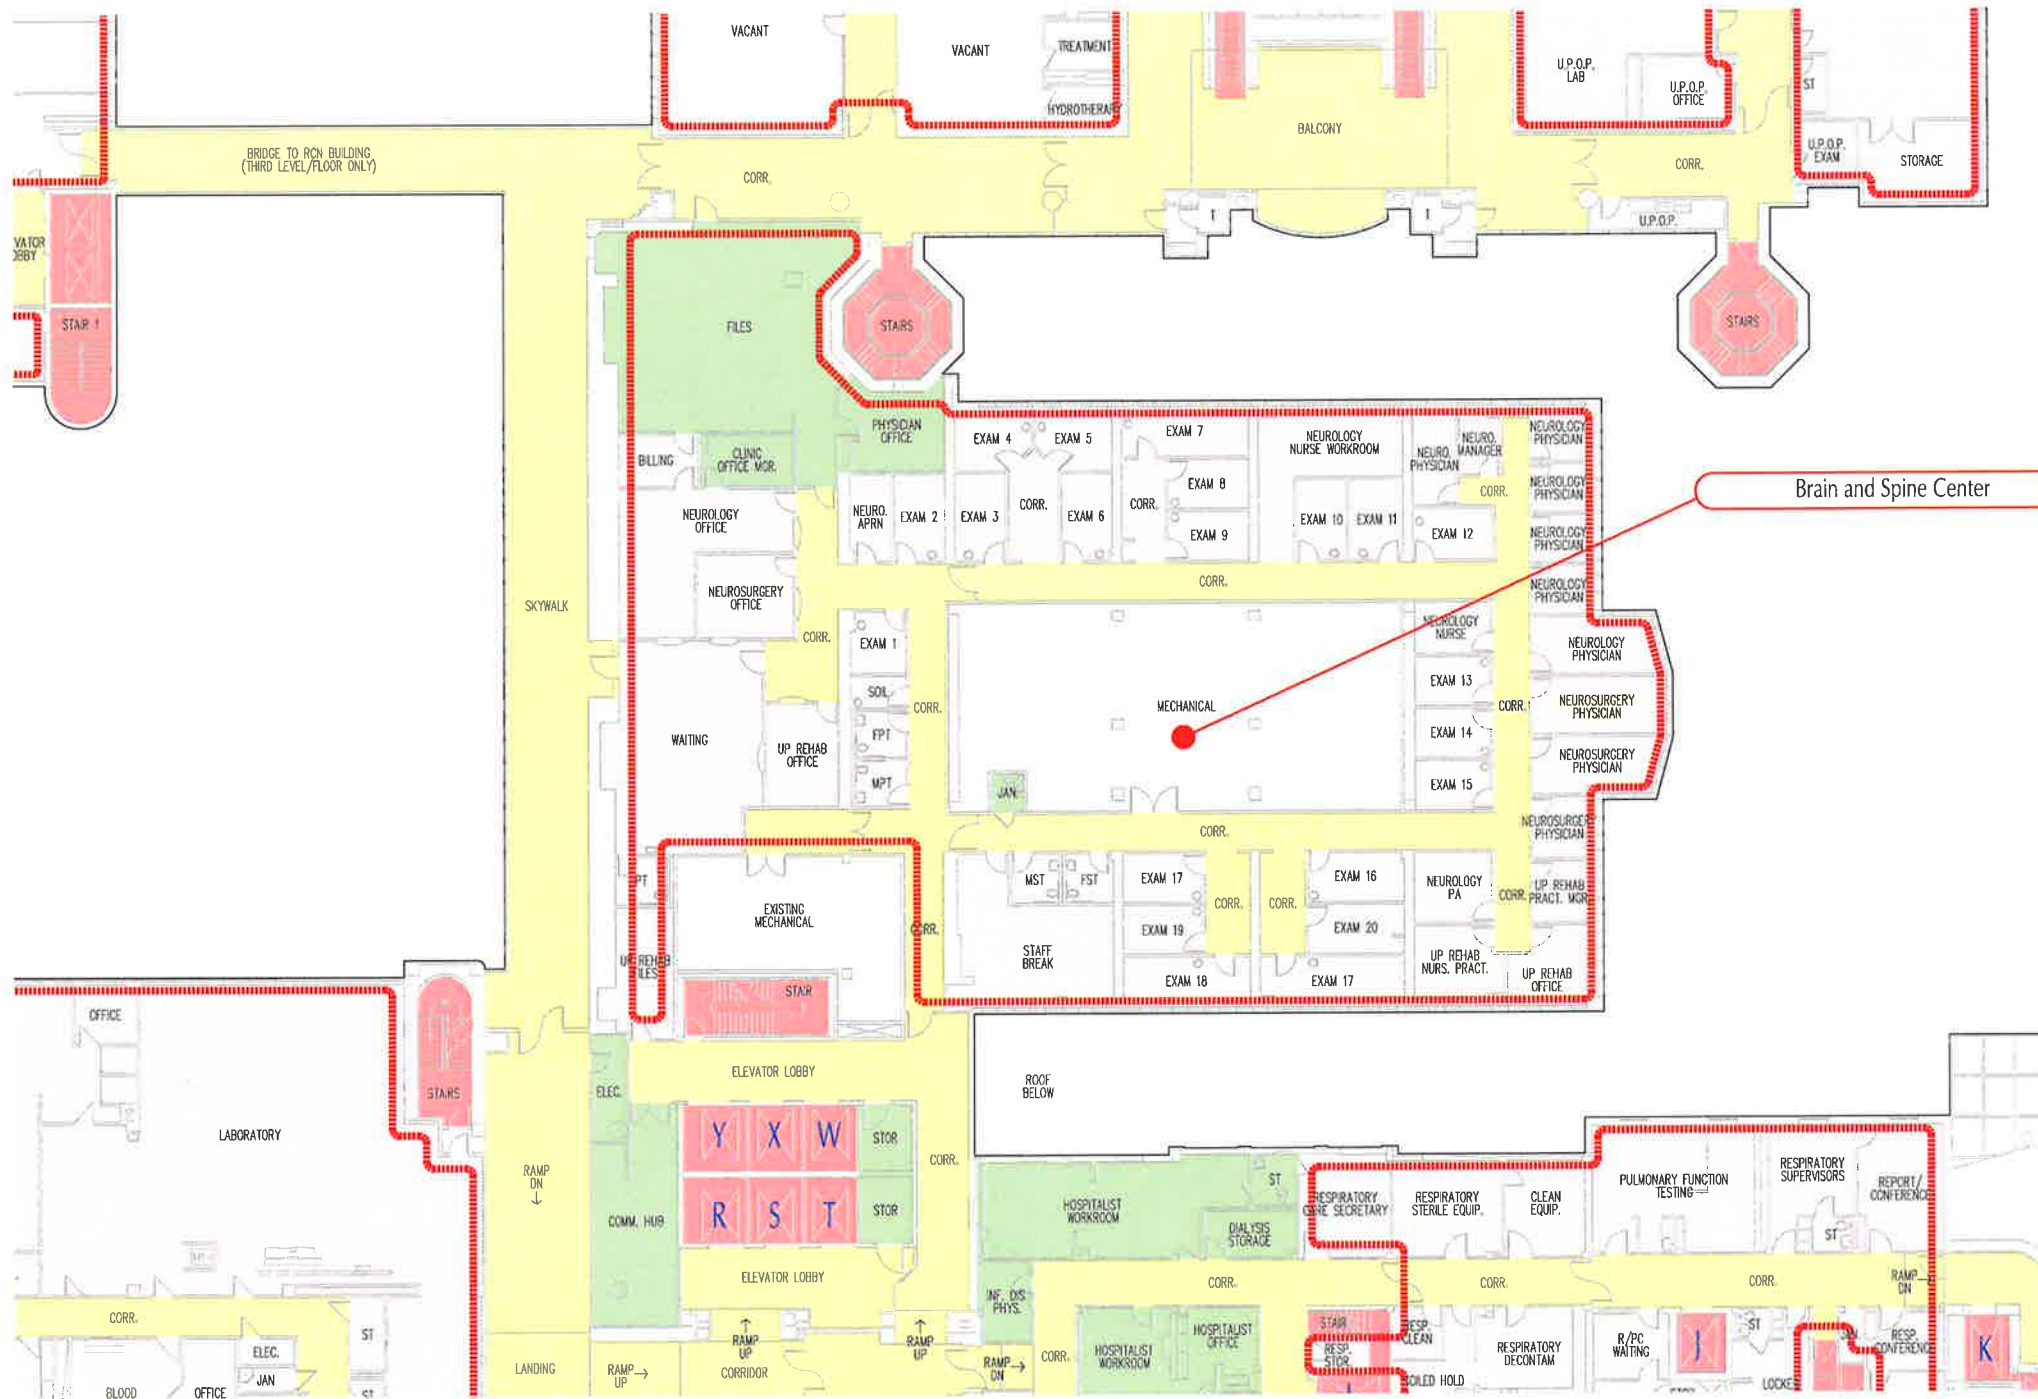 VACANT
VACANT
TREATMENT
HYDROTHERAPY
BALCONY
U.P.O.P.
LAB
U.P.O.P.
OFFICE
ST
U.P.O.P.
EXAM
STORAGE
BRIDGE TO RCN BUILDING
(THIRD LEVEL/FLOOR ONLY)
CORR.
CORR.
U.P.O.P.
STAIR 1
FILES
STAIRS
STAIRS
PHYSICIAN
OFFICE
BILLING
CLINIC
OFFICE MGR.
EXAM 4
EXAM 5
EXAM 7
NEUROLOGY
NURSE WORKROOM
NEURO.
PHYSICIAN
NEURO.
MANAGER
NEUROLOGY
PHYSICIAN
Brain and Spine Center
NEUROLOGY
OFFICE
NEURO.
APRN
EXAM 2
EXAM 3
CORR.
EXAM 6
CORR.
EXAM 8
EXAM 9
EXAM 10
EXAM 11
CORR.
EXAM 12
NEUROLOGY
PHYSICIAN
NEUROLOGY
PHYSICIAN
SKYWALK
NEUROSURGERY
OFFICE
CORR.
CORR.
NEUROLOGY
PHYSICIAN
EXAM 1
NEUROLOGY
NURSE
NEUROLOGY
PHYSICIAN
SOIL
CORR.
EXAM 13
WAITING
UP REHAB
OFFICE
FPT
MECHANICAL
EXAM 14
CORR.
NEUROSURGERY
PHYSICIAN
MPT
JAN.
EXAM 15
NEUROSURGERY
PHYSICIAN
CORR.
NEUROSURGERY
PHYSICIAN
PT
EXISTING
MECHANICAL
CORR.
MST
FST
EXAM 17
CORR.
CORR.
EXAM 16
NEUROLOGY
PA
CORR.
UP REHAB
PRACT. MGR.
UP REHAB
FILES
STAIR
STAFF
BREAK
EXAM 19
EXAM 18
EXAM 20
EXAM 17
UP REHAB
NURS. PRACT.
UP REHAB
OFFICE
OFFICE
STAIRS
ELEC.
ELEVATOR LOBBY
ROOF
BELOW
LABORATORY
RAMP
DN
Y X W
STOR
CORR.
R S T
STOR
COMM. HUB
HOSPITALIST
WORKROOM
ST
DIALYSIS
STORAGE
RESPIRATORY
CARE SECRETARY
RESPIRATORY
STERILE EQUIP.
CLEAN
EQUIP.
PULMONARY FUNCTION
TESTING
RESPIRATORY
SUPERVISORS
REPORT/
CONFERENCE
ST
ELEVATOR LOBBY
INF. DIS.
PHYS.
CORR.
CORR.
CORR.
RAMP
DN
CORR.
ST
ELEC.
JAN
BLOOD
OFFICE
LANDING
RAMP
UP
RAMP
UP
CORRIDOR
RAMP
UP
RAMP
DN
CORR.
HOSPITALIST
WORKROOM
HOSPITALIST
OFFICE
STAIR
RESP.
STOR.
RESP.
CLEAN
SOILED HOLD
RESPIRATORY
DECONTAM
R/PC
WAITING
J
ST
JAN.
RESP.
CONFERENCE
K